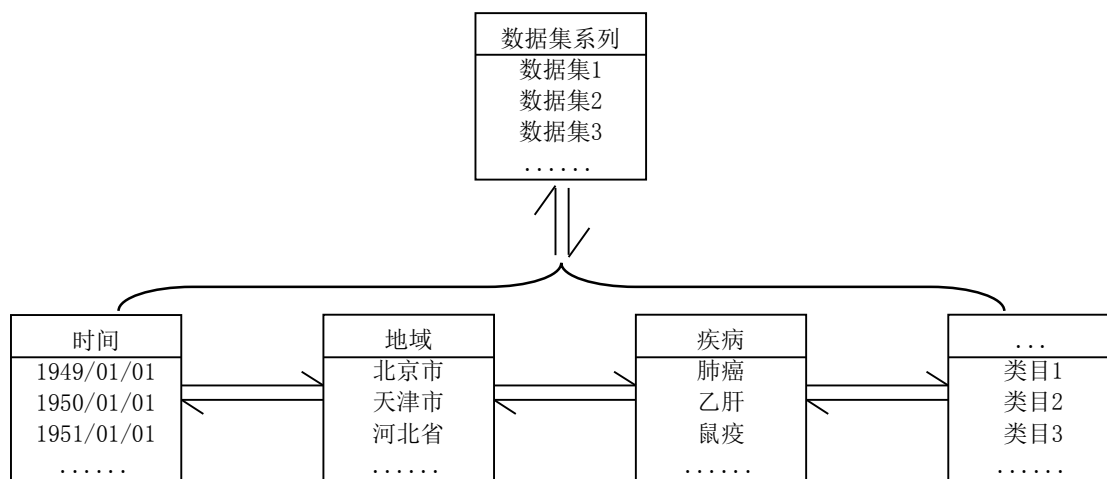 数据集系列
数据集1
数据集2
数据集3
......
时间
1949/01/01
1950/01/01
1951/01/01
......
地域
北京市
天津市
河北省
......
疾病
肺癌
乙肝
鼠疫
......
...
类目1
类目2
类目3
......